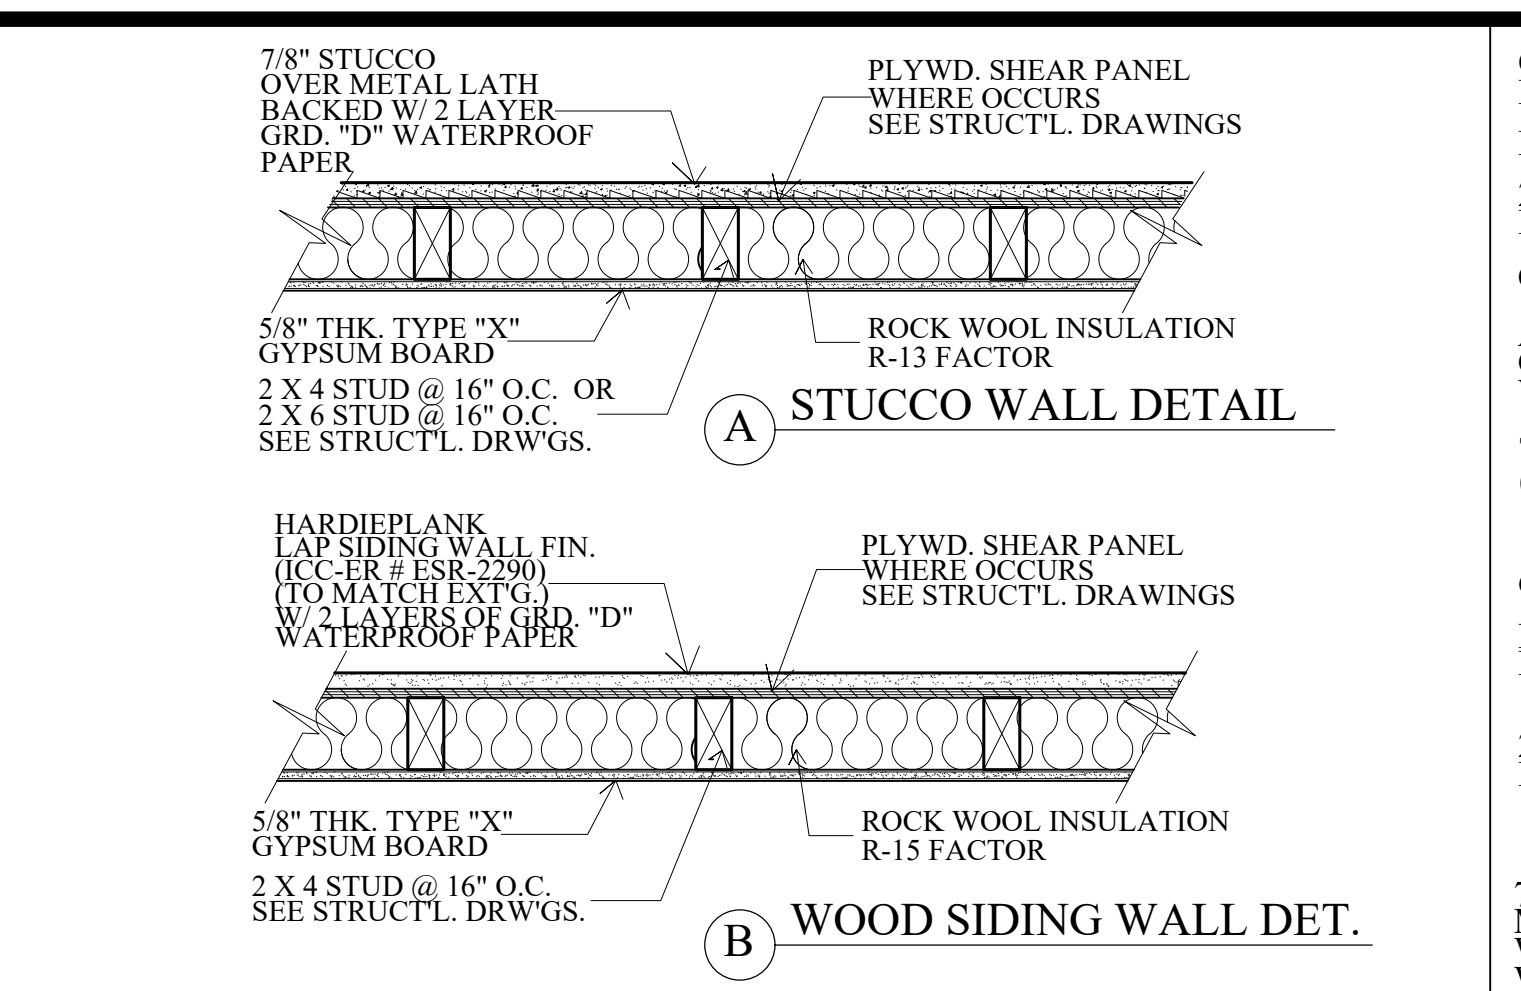 7/8" STUCCO
OVER METAL LATH
BACKED W/ 2 LAYER
GRD. "D" WATERPROOF
PAPER
PLYWD. SHEAR PANEL
WHERE OCCURS
SEE STRUCT'L. DRAWINGS
5/8" THK. TYPE "X"
GYPSUM BOARD
2 X 4 STUD @ 16" O.C. OR
2 X 6 STUD @ 16" O.C.
SEE STRUCT'L. DRW'GS.
ROCK WOOL INSULATION
R-13 FACTOR
A
STUCCO WALL DETAIL
HARDIEPLANK
LAP SIDING WALL FIN.
(ICC-ER # ESR-2290)
(TO MATCH EXT'G.)
W/ 2 LAYERS OF GRD. "D"
WATERPROOF PAPER
PLYWD. SHEAR PANEL
WHERE OCCURS
SEE STRUCT'L. DRAWINGS
5/8" THK. TYPE "X"
GYPSUM BOARD
2 X 4 STUD @ 16" O.C.
SEE STRUCT'L. DRW'GS.
ROCK WOOL INSULATION
R-15 FACTOR
B
WOOD SIDING WALL DET.